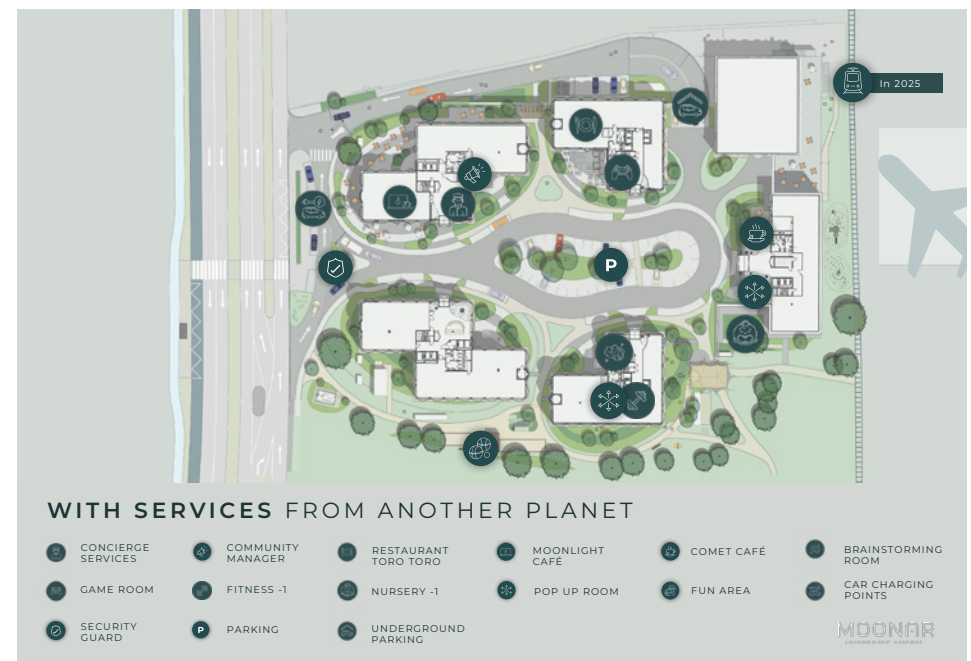 In 2025
P
WITH SERVICES FROM ANOTHER PLANET
CONCIERGE
SERVICES
COMMUNITY
MANAGER
RESTAURANT
TORO TORO
MOONLIGHT
CAFÉ
COMET CAFÉ
BRAINSTORMING
ROOM
GAME ROOM
FITNESS -1
NURSERY -1
POP UP ROOM
FUN AREA
CAR CHARGING
POINTS
SECURITY
GUARD
P
PARKING
UNDERGROUND
PARKING
MOONAR